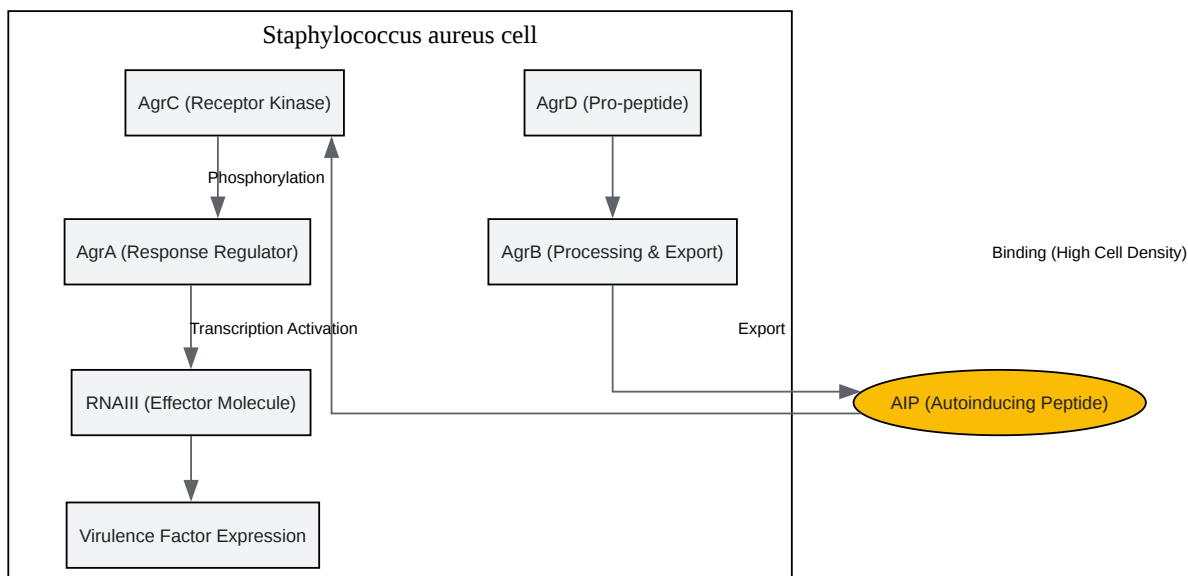 Staphylococcus aureus cell
AgrC (Receptor Kinase)
AgrD (Pro-peptide)
Phosphorylation
AgrA (Response Regulator)
AgrB (Processing & Export)
Binding (High Cell Density)
Transcription Activation
Export
RNAIII (Effector Molecule)
AIP (Autoinducing Peptide)
Virulence Factor Expression